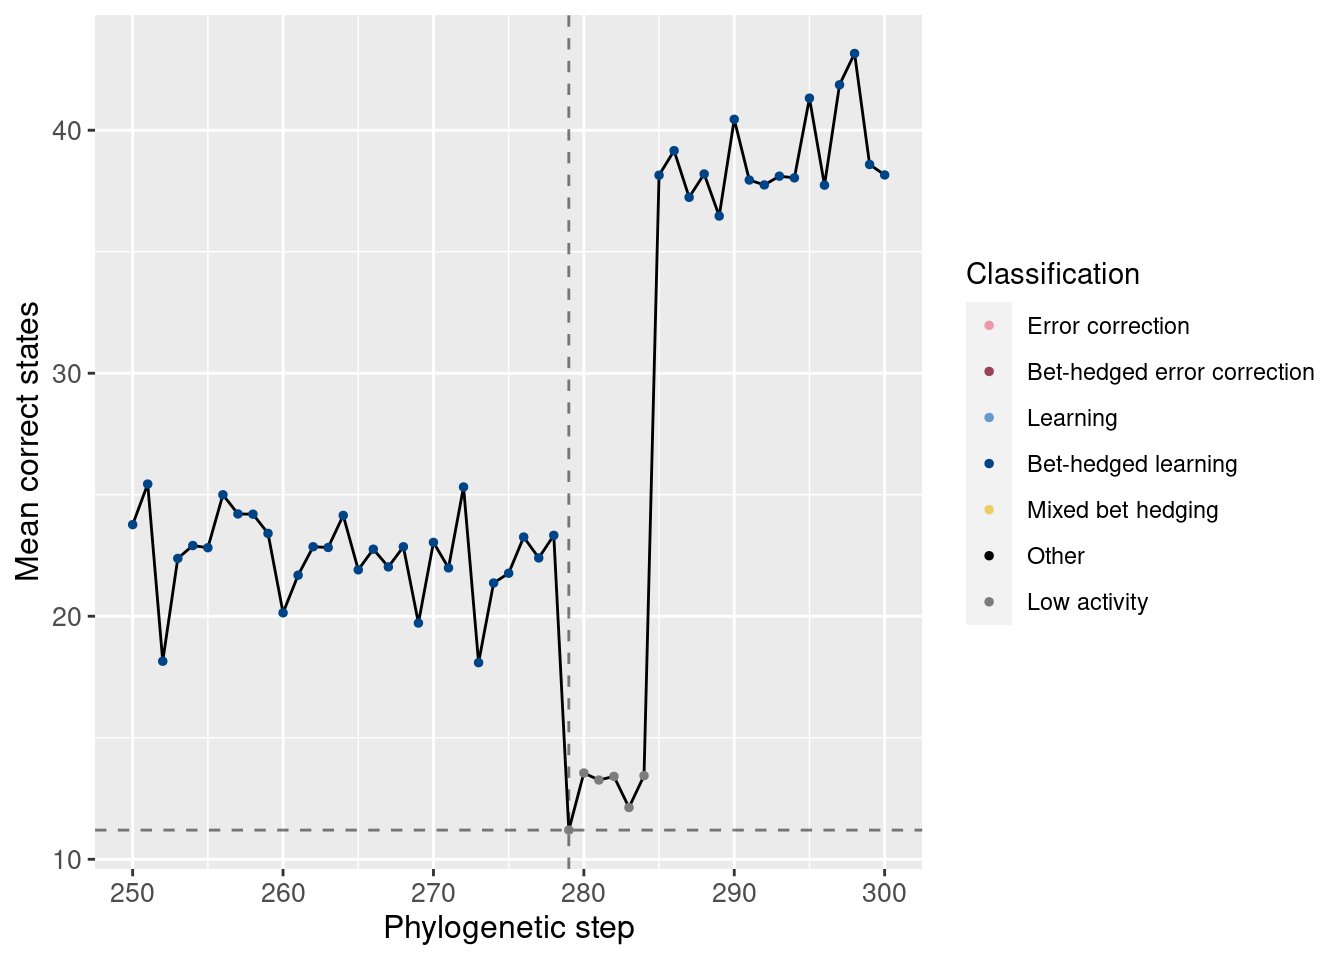 Mean correct states
40
30
20
10
250 260 270 280 290 300
Phylogenetic step
Classification
Error correction
Bet-hedged error correction
Learning
Bet-hedged learning
Mixed bet hedging
Other
Low activity